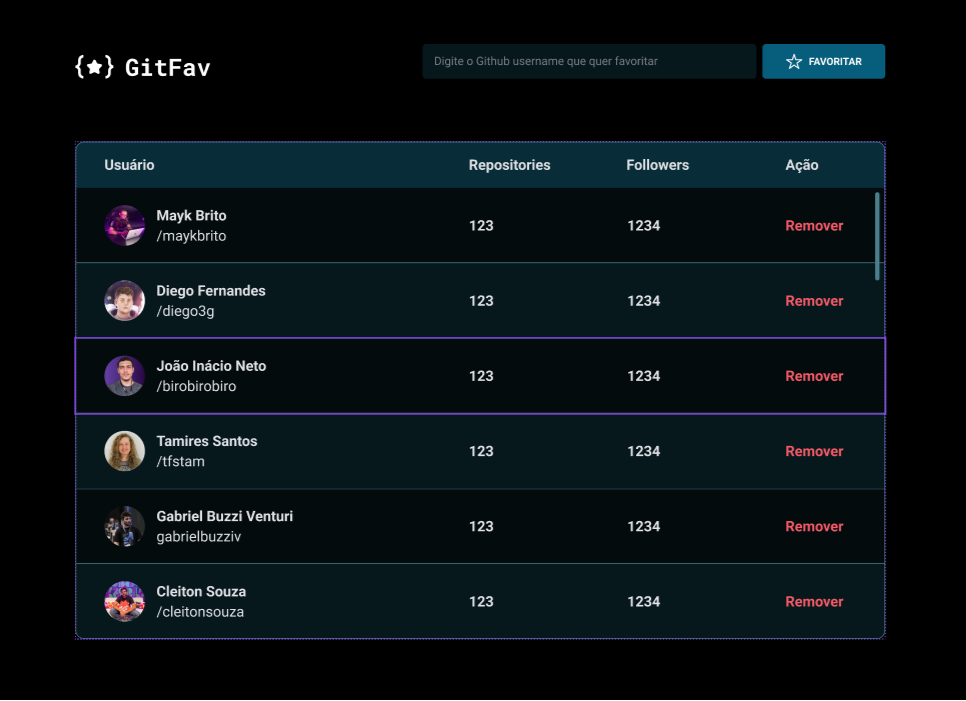 {★} GitFav
Digite o Github username que quer favoritar
FAVORITAR
Usuário Repositories Followers Ação
Mayk Brito
/maykbrito
123 1234 Remover
Diego Fernandes
/diego3g
123 1234 Remover
João Inácio Neto
/birobirobiro
123 1234 Remover
Tamires Santos
/tfstam
123 1234 Remover
Gabriel Buzzi Venturi
gabrielbuzziv
123 1234 Remover
Cleiton Souza
/cleitonsouza
123 1234 Remover